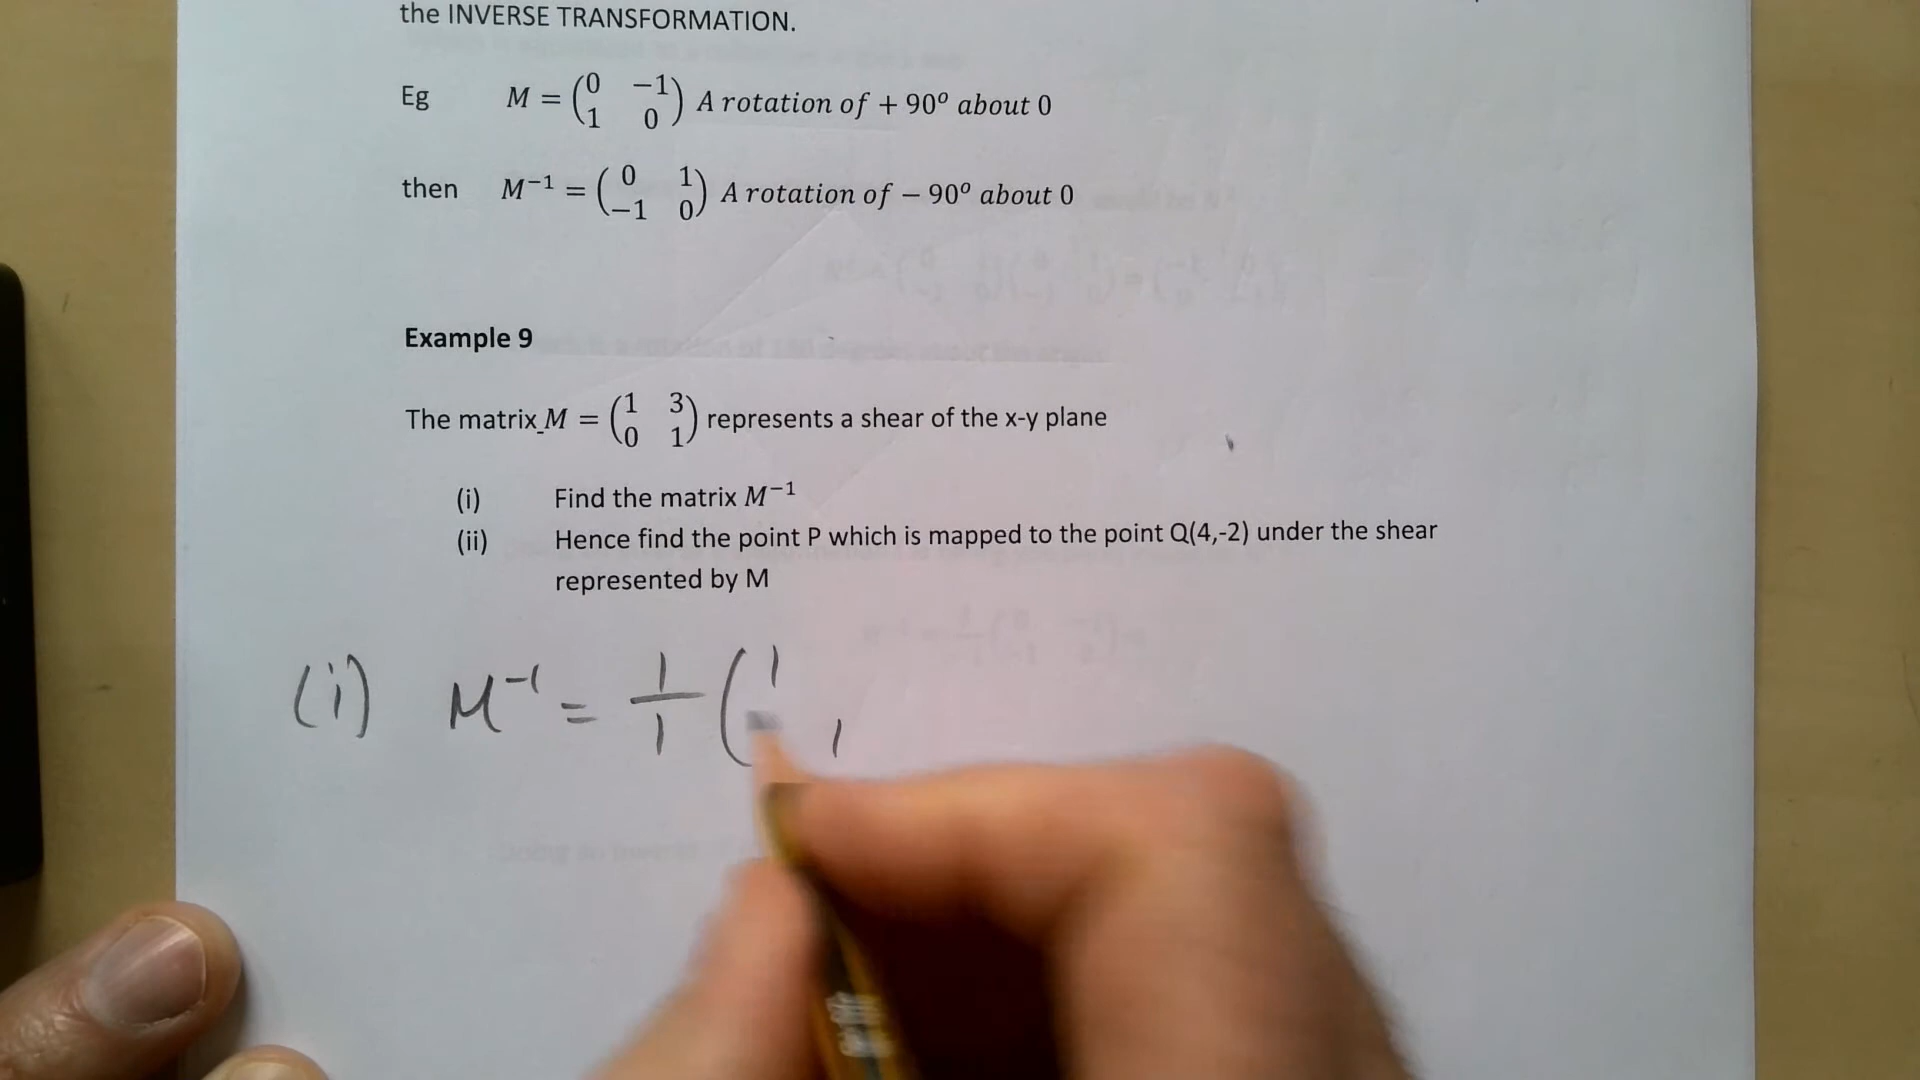 the INVERSE TRANSFORMATION.
Eg M = (0 −1
1 0) A rotation of + 90° about 0
then M⁻¹ = (0 1
−1 0) A rotation of − 90° about 0
Example 9
The matrix M = (1 3
0 1) represents a shear of the x-y plane
(i) Find the matrix M⁻¹
(ii) Hence find the point P which is mapped to the point Q(4,-2) under the shear
represented by M
(i) M⁻¹ = 1/1 (1
1